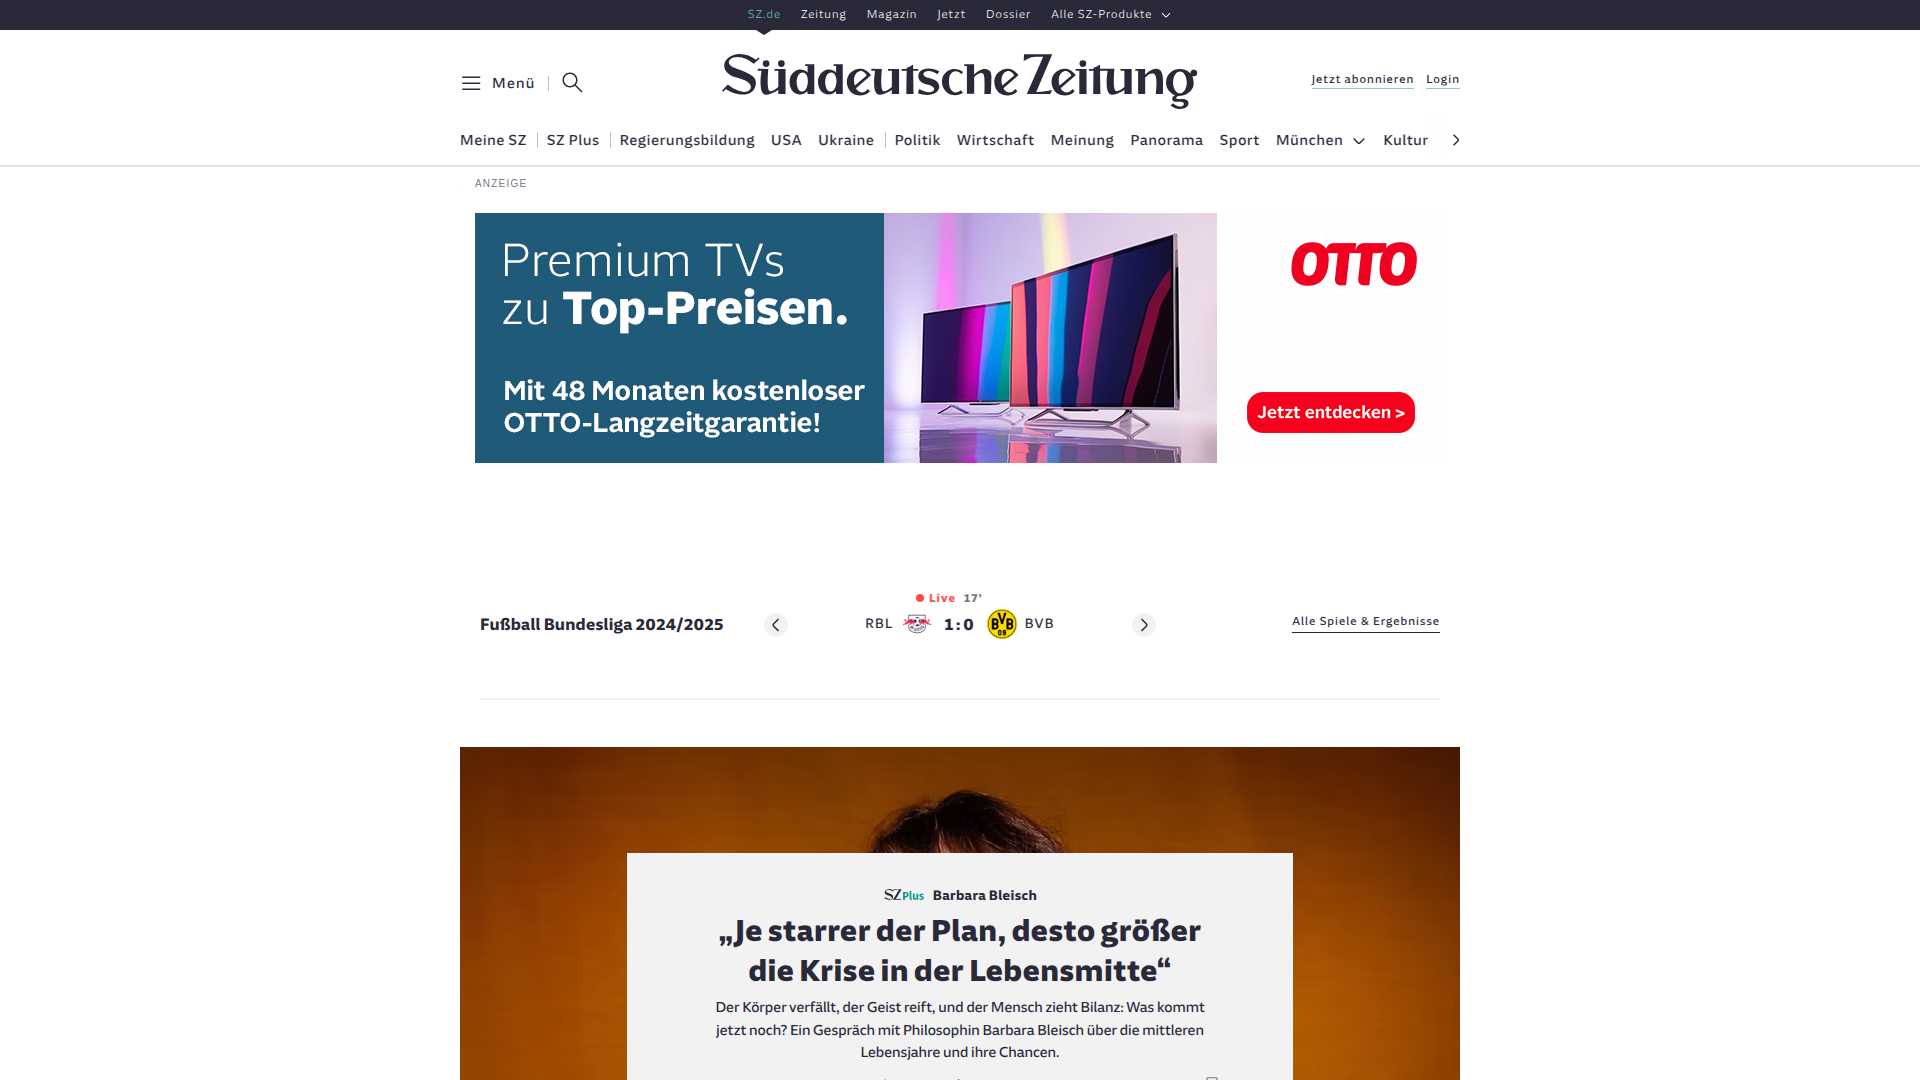 SZ.de Zeitung Magazin Jetzt Dossier Alle SZ-Produkte
Menü
Süddeutsche Zeitung
Jetzt abonnieren Login
Meine SZ SZ Plus Regierungsbildung USA Ukraine Politik Wirtschaft Meinung Panorama Sport München Kultur
ANZEIGE
Premium TVs
zu Top-Preisen.
Mit 48 Monaten kostenloser
OTTO-Langzeitgarantie!
OTTO
Jetzt entdecken >
Live 17'
Fußball Bundesliga 2024/2025
RBL 1:0 BVB 09 BVB
Alle Spiele & Ergebnisse
SZ Plus Barbara Bleisch
„Je starrer der Plan, desto größer
die Krise in der Lebensmitte“
Der Körper verfällt, der Geist reift, und der Mensch zieht Bilanz: Was kommt
jetzt noch? Ein Gespräch mit Philosophin Barbara Bleisch über die mittleren
Lebensjahre und ihre Chancen.